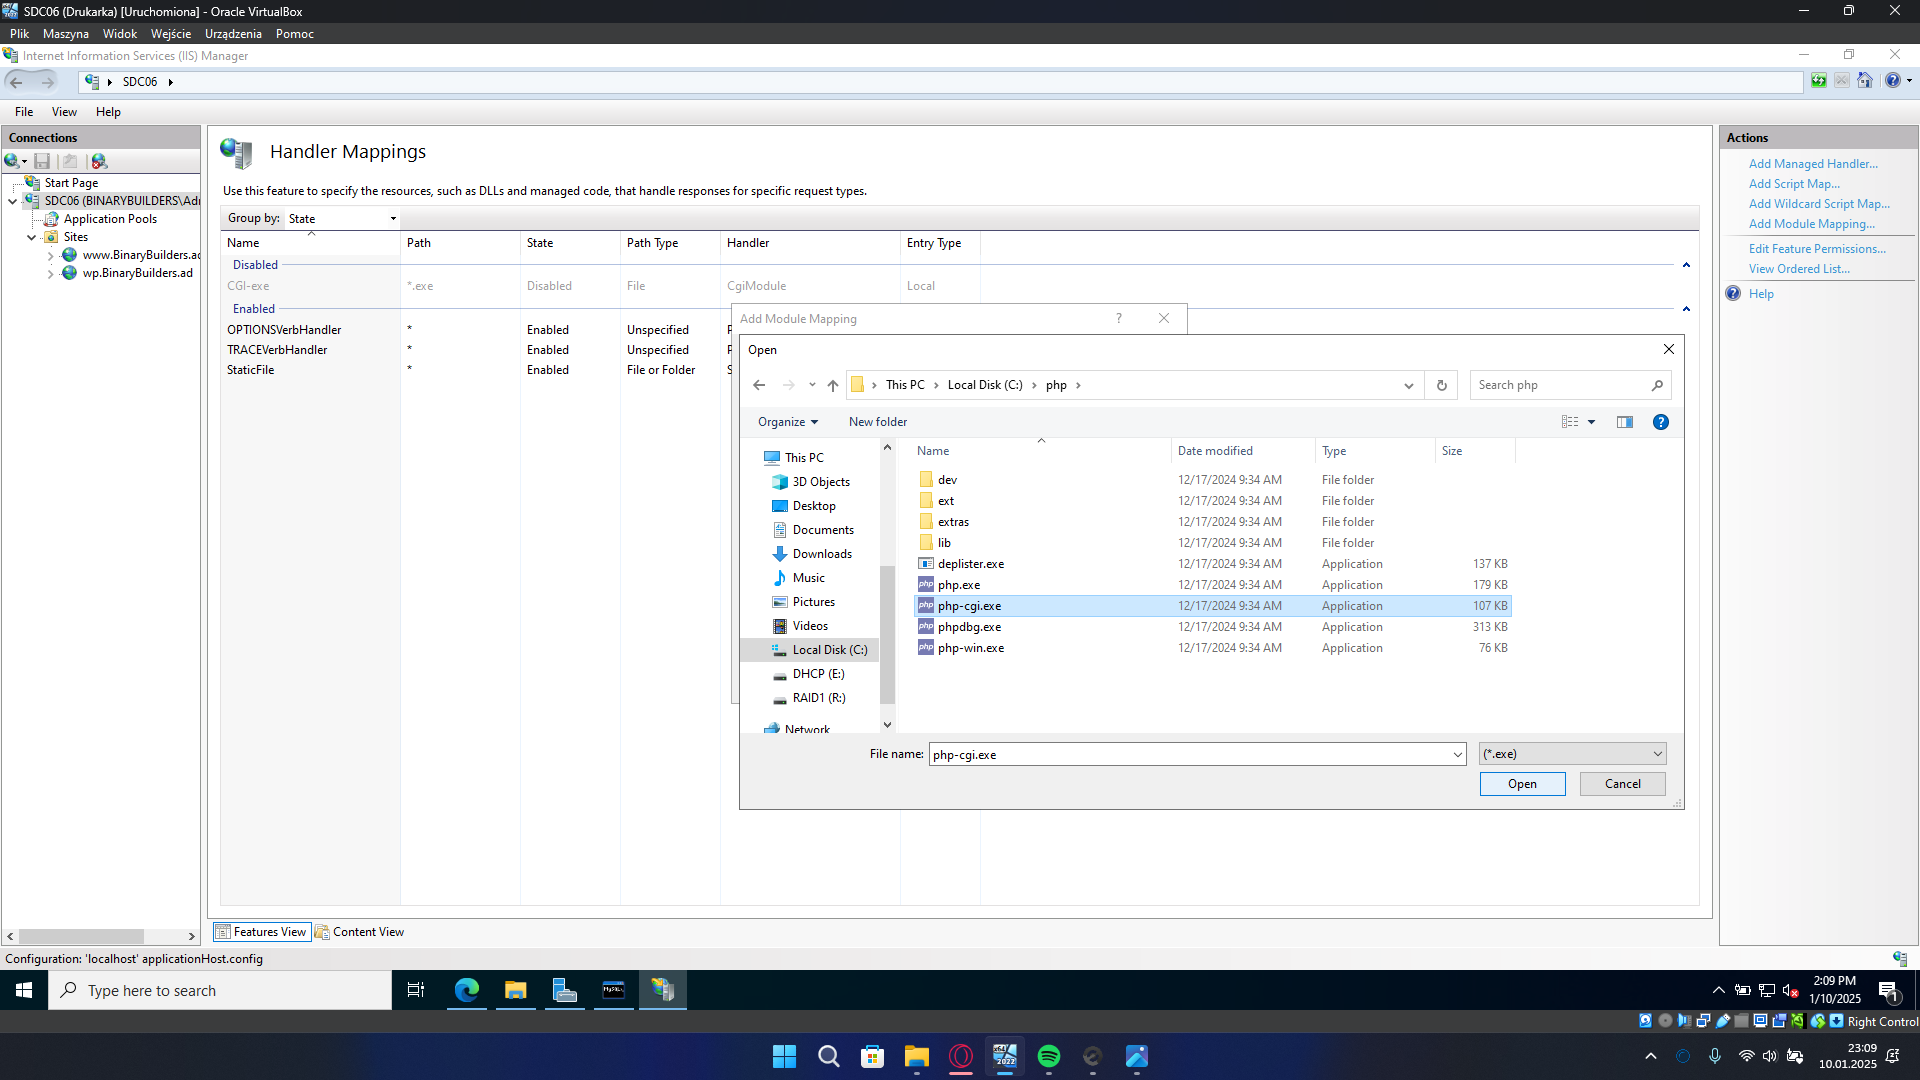 SDC06 (Drukarka) [Uruchomiona] - Oracle VirtualBox
Plik Maszyna Widok Wejście Urządzenia Pomoc
Internet Information Services (IIS) Manager
SDC06
File View Help
Connections
Start Page
SDC06 (BINARYBUILDERS\Adı
Application Pools
Sites
www.BinaryBuilders.ac
wp.BinaryBuilders.ad
Handler Mappings
Use this feature to specify the resources, such as DLLs and managed code, that handle responses for specific request types.
Group by: State
Name Path State Path Type Handler Entry Type
Disabled
CGI-exe *.exe Disabled File CgiModule Local
Enabled
OPTIONSVerbHandler * Enabled Unspecified
TRACEVerbHandler * Enabled Unspecified
StaticFile * Enabled File or Folder
Add Module Mapping ?
Open
This PC Local Disk (C:) php
Search php
Organize New folder
This PC
3D Objects
Desktop
Documents
Downloads
Music
Pictures
Videos
Local Disk (C:)
DHCP (E:)
RAID1 (R:)
Network
Name Date modified Type Size
dev 12/17/2024 9:34 AM File folder
ext 12/17/2024 9:34 AM File folder
extras 12/17/2024 9:34 AM File folder
lib 12/17/2024 9:34 AM File folder
deplister.exe 12/17/2024 9:34 AM Application 137 KB
php php.exe 12/17/2024 9:34 AM Application 179 KB
php php-cgi.exe 12/17/2024 9:34 AM Application 107 KB
php phpdbg.exe 12/17/2024 9:34 AM Application 313 KB
php php-win.exe 12/17/2024 9:34 AM Application 76 KB
File name: php-cgi.exe (*.exe)
Open Cancel
Actions
Add Managed Handler...
Add Script Map...
Add Wildcard Script Map...
Add Module Mapping...
Edit Feature Permissions...
View Ordered List...
Help
Features View Content View
Configuration: 'localhost' applicationHost.config
Type here to search
2:09 PM
1/10/2025
1
Right Control
23:09
10.01.2025